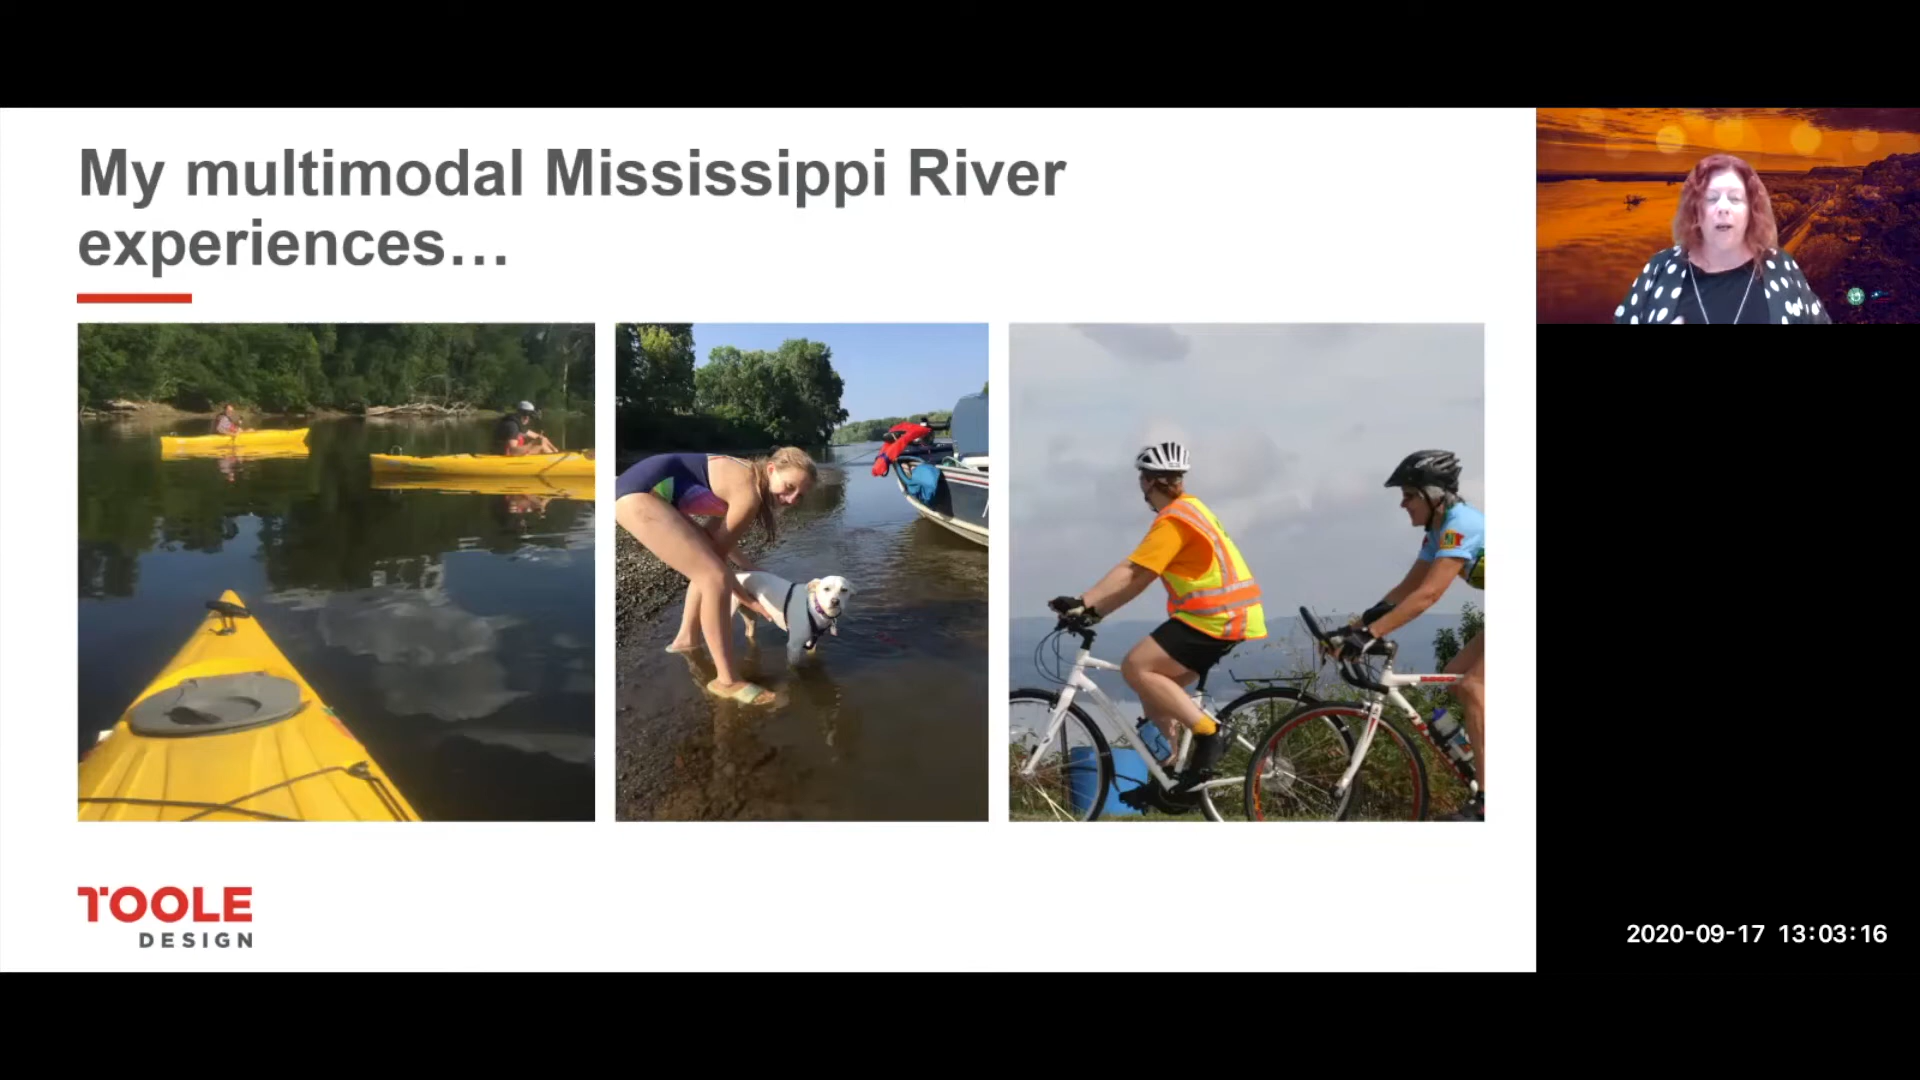 My multimodal Mississippi River
experiences…
TOOLE
DESIGN
2020-09-17 13:03:16